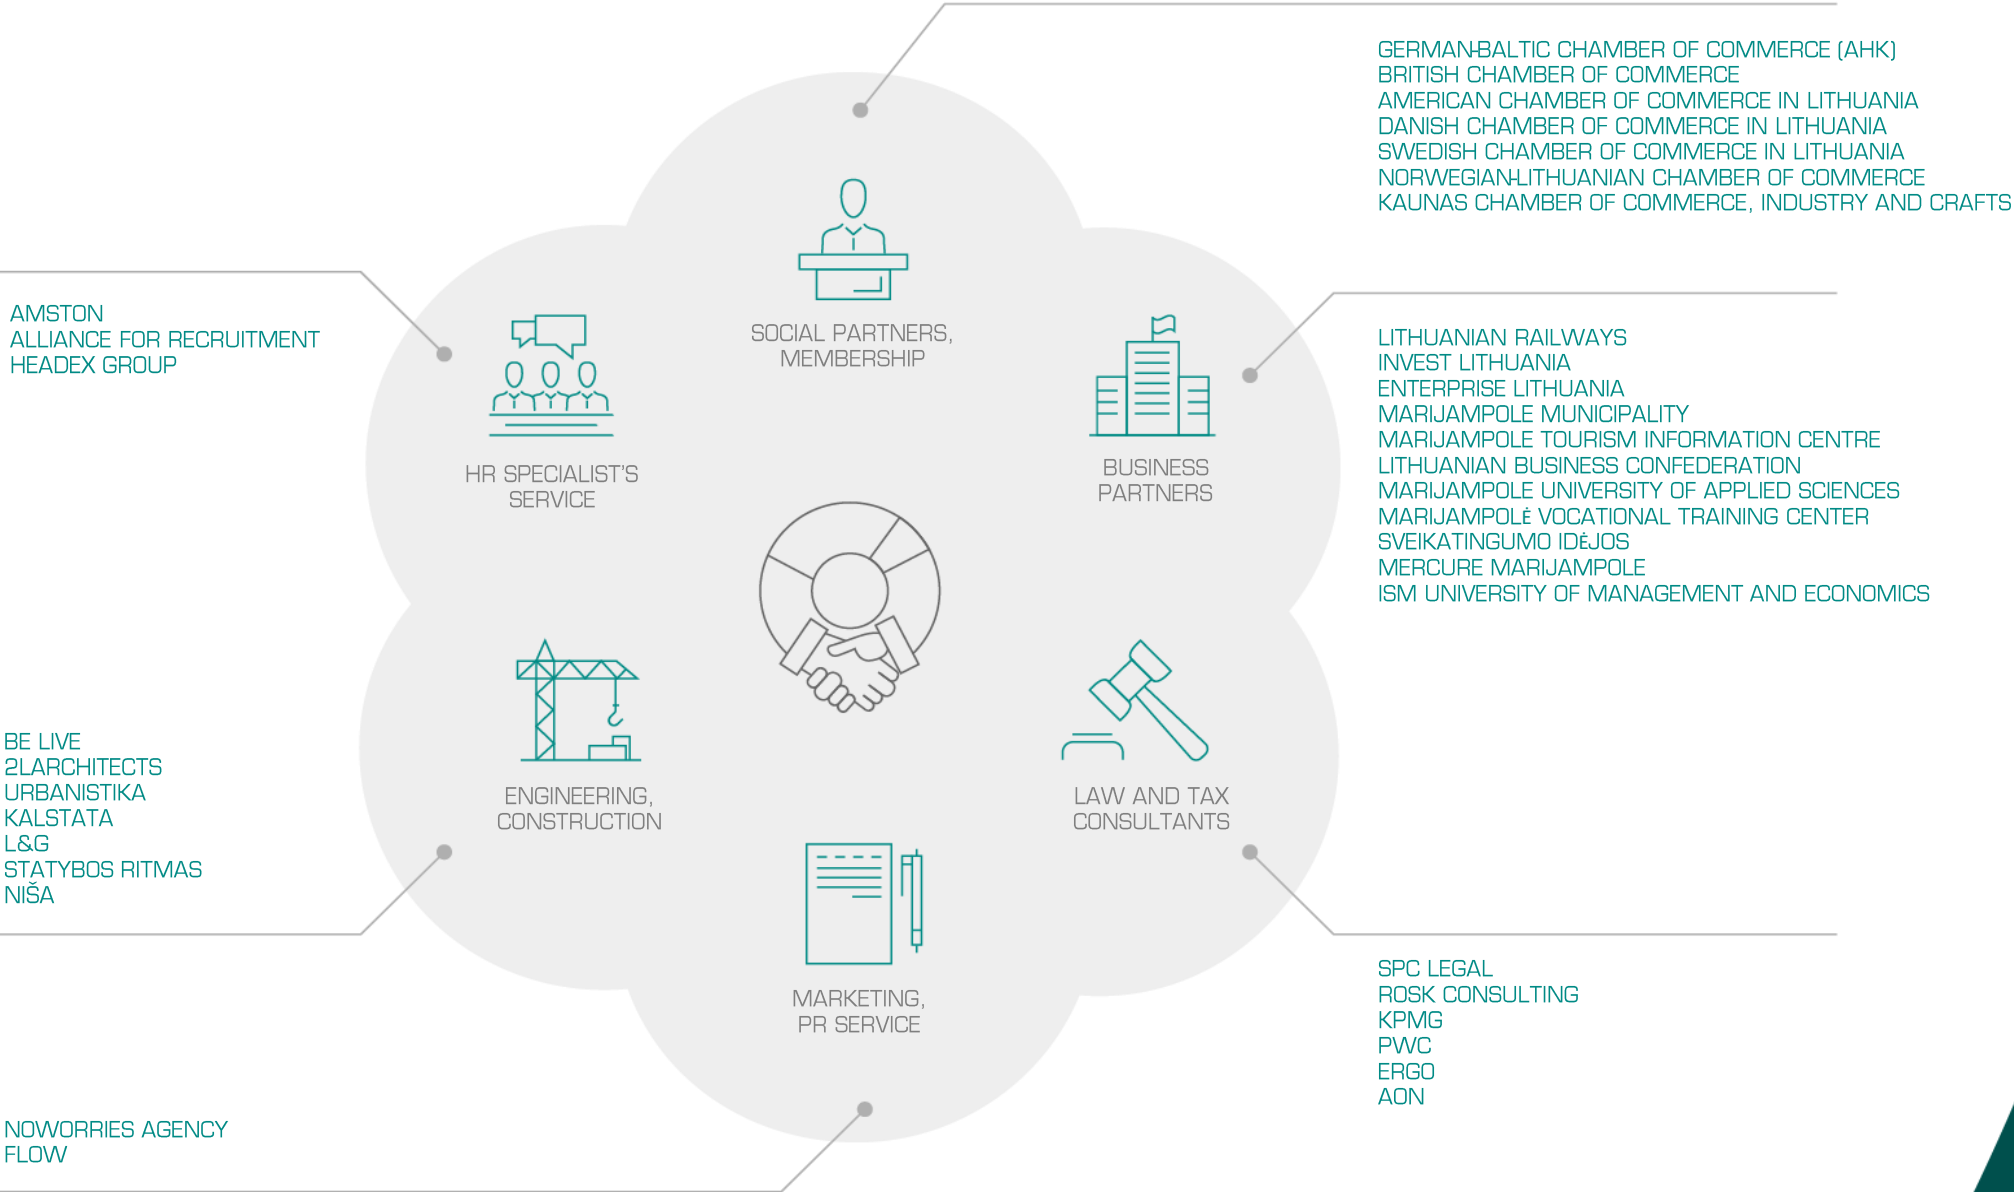 GERMAN-BALTIC CHAMBER OF COMMERCE (AHK)
BRITISH CHAMBER OF COMMERCE
AMERICAN CHAMBER OF COMMERCE IN LITHUANIA
DANISH CHAMBER OF COMMERCE IN LITHUANIA
SWEDISH CHAMBER OF COMMERCE IN LITHUANIA
NORWEGIAN-LITHUANIAN CHAMBER OF COMMERCE
KAUNAS CHAMBER OF COMMERCE, INDUSTRY AND CRAFTS
SOCIAL PARTNERS,
MEMBERSHIP
AMSTON
ALLIANCE FOR RECRUITMENT
HEADEX GROUP
HR SPECIALIST'S
SERVICE
BUSINESS
PARTNERS
LITHUANIAN RAILWAYS
INVEST LITHUANIA
ENTERPRISE LITHUANIA
MARIJAMPOLE MUNICIPALITY
MARIJAMPOLE TOURISM INFORMATION CENTRE
LITHUANIAN BUSINESS CONFEDERATION
MARIJAMPOLE UNIVERSITY OF APPLIED SCIENCES
MARIJAMPOLĖ VOCATIONAL TRAINING CENTER
SVEIKATINGUMO IDĖJOS
MERCURE MARIJAMPOLE
ISM UNIVERSITY OF MANAGEMENT AND ECONOMICS
BE LIVE
2LARCHITECTS
URBANISTIKA
KALSTATA
L&G
STATYBOS RITMAS
NIŠA
ENGINEERING,
CONSTRUCTION
LAW AND TAX
CONSULTANTS
SPC LEGAL
ROSK CONSULTING
KPMG
PWC
ERGO
AON
MARKETING,
PR SERVICE
NOWORRIES AGENCY
FLOW